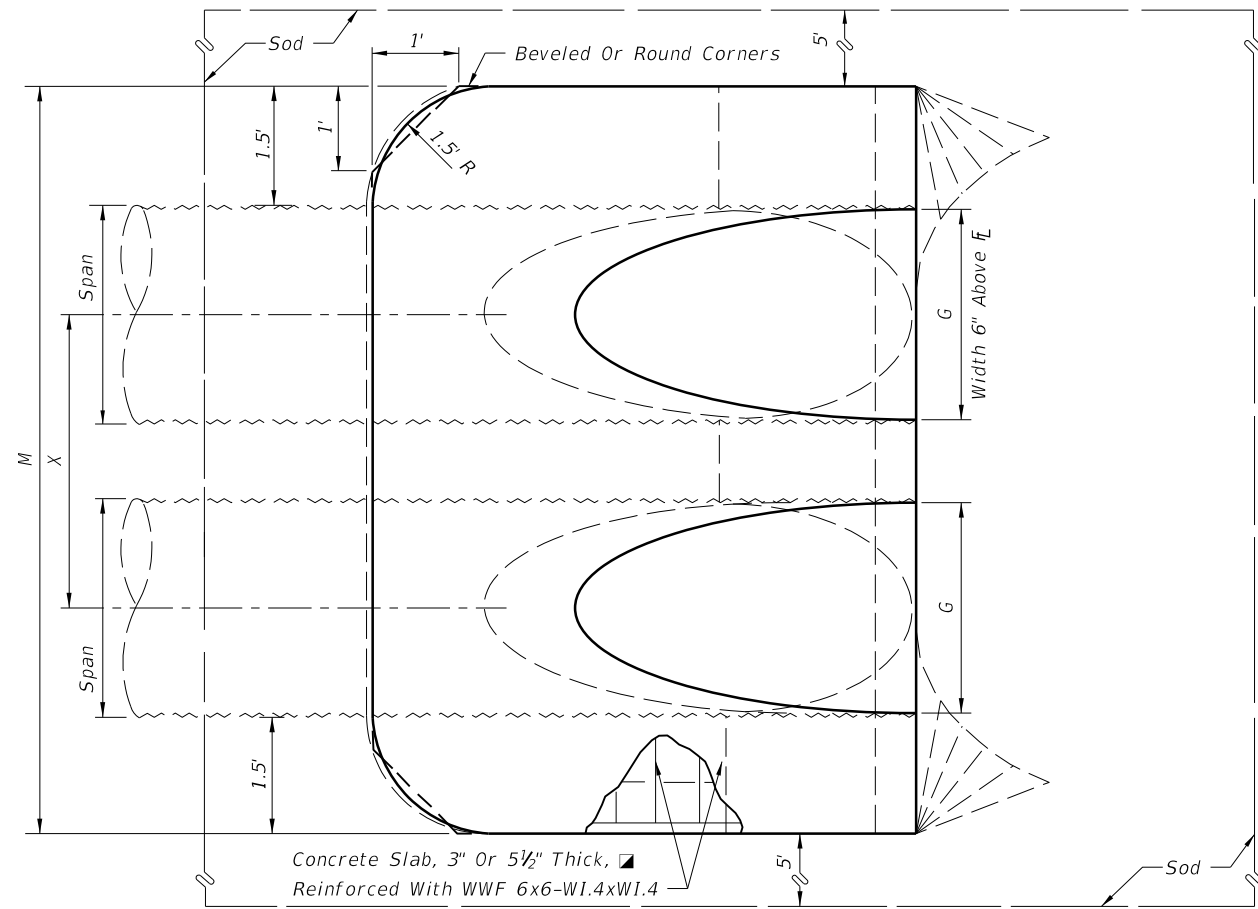 Sod
1'
Beveled Or Round Corners
5'
1.5'
1'
1.5' R
Span
X
M
G
Width 6" Above FL
Span
G
1.5'
Concrete Slab, 3" Or 5½" Thick,
Reinforced With WWF 6x6-WI.4xWI.4
5'
Sod